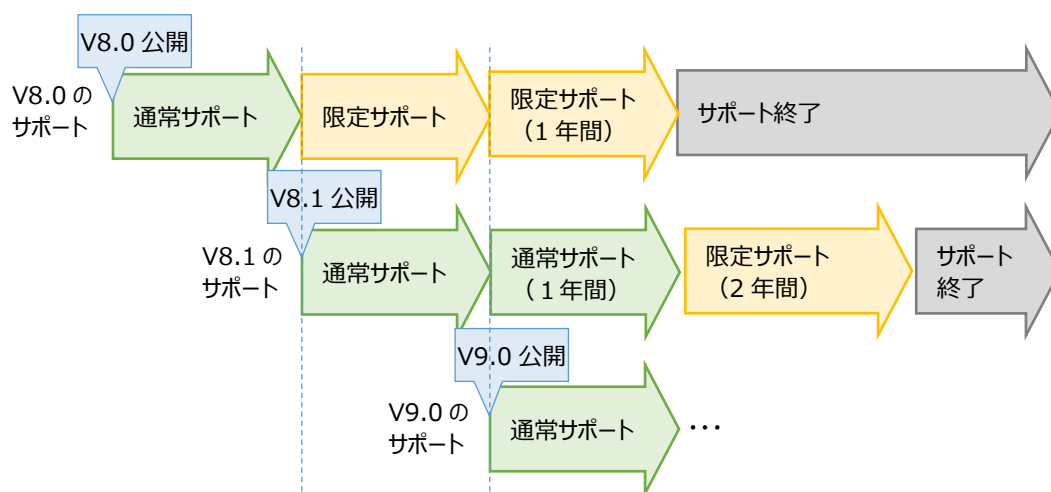 V8.0 公開
V8.0 の
サポート
通常サポート
限定サポート
限定サポート
（1 年間）
サポート終了
V8.1 公開
V8.1 の
サポート
通常サポート
通常サポート
（1 年間）
限定サポート
（2 年間）
サポート
終了
V9.0 公開
V9.0 の
サポート
通常サポート
…